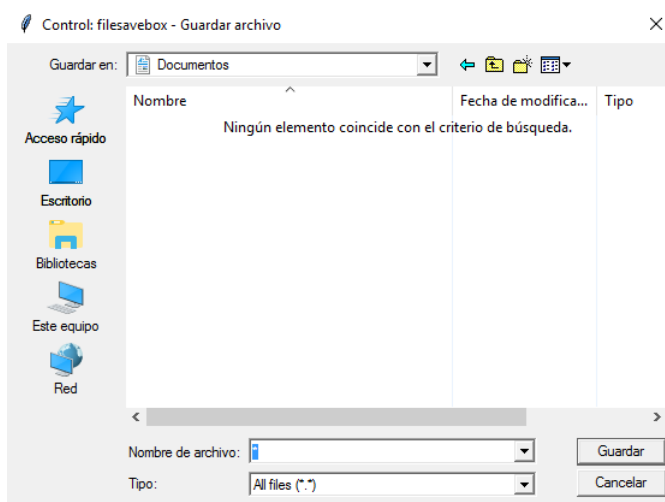 Control: filesavebox - Guardar archivo
Guardar en: Documentos
Nombre Fecha de modifica... Tipo
Ningún elemento coincide con el criterio de búsqueda.
Acceso rápido
Escritorio
Bibliotecas
Este equipo
Red
Nombre de archivo: * Guardar
Tipo: All files (*.*) Cancelar